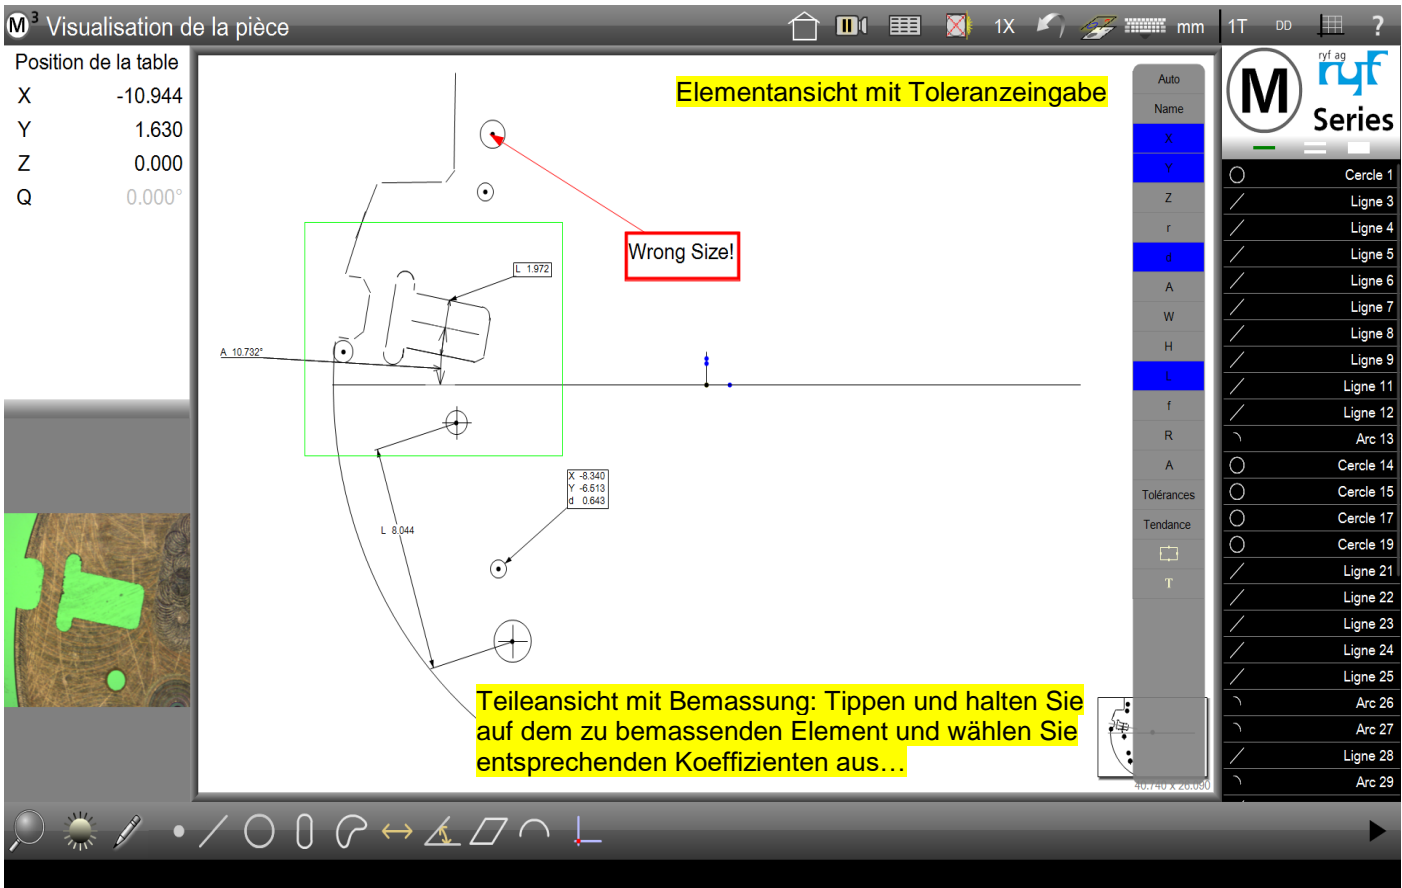 M³ Visualisation de la pièce
1X
mm
1T
DD
?
Position de la table
X -10.944
Y 1.630
Z 0.000
Q 0.000°
Elementansicht mit Toleranzeingabe
Wrong Size!
L 1.972
A 10.732°
X -8.340
Y -6.513
d 0.643
L 8.044
Teileansicht mit Bemassung: Tippen und halten Sie
auf dem zu bemassenden Element und wählen Sie
entsprechenden Koeffizienten aus…
40.740 x 26.090
Auto
Name
X
Y
Z
r
d
A
W
H
L
f
R
A
Tolérances
Tendance
T
M
ryf ag
ryf
Series
Cercle 1
Ligne 3
Ligne 4
Ligne 5
Ligne 6
Ligne 7
Ligne 8
Ligne 9
Ligne 11
Ligne 12
Arc 13
Cercle 14
Cercle 15
Cercle 17
Cercle 19
Ligne 21
Ligne 22
Ligne 23
Ligne 24
Ligne 25
Arc 26
Arc 27
Ligne 28
Arc 29